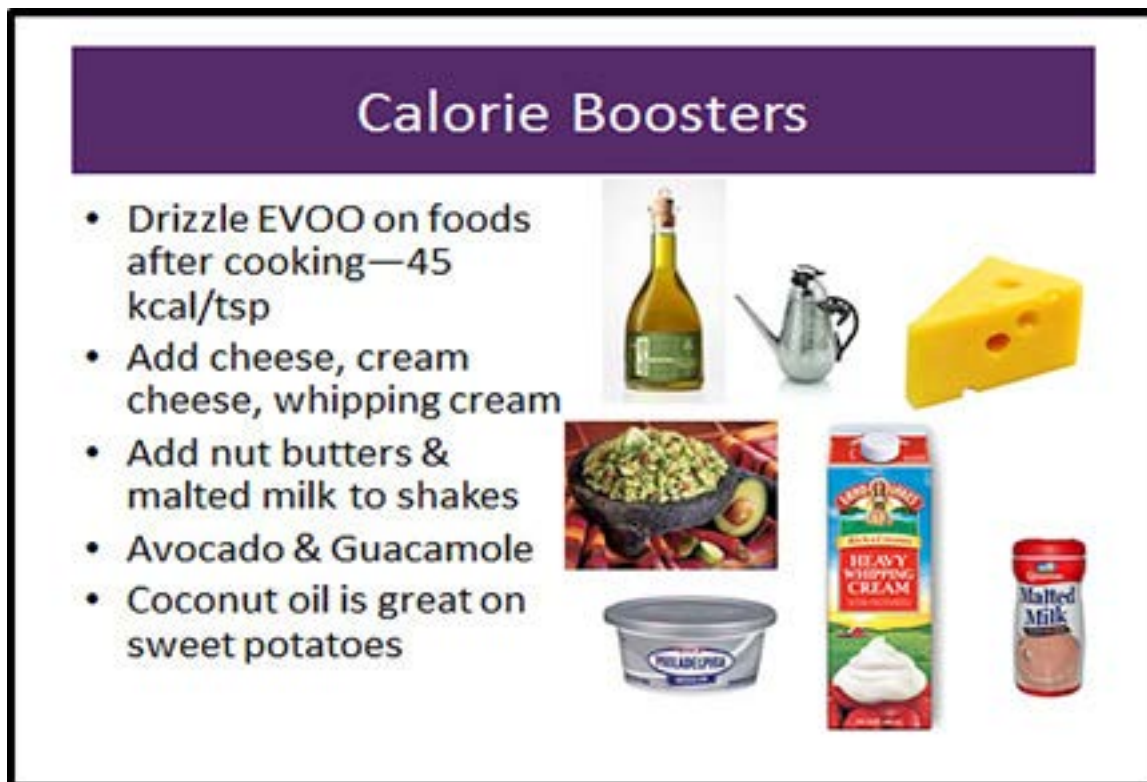 Calorie Boosters
• Drizzle EVOO on foods
after cooking—45
kcal/tsp
• Add cheese, cream
cheese, whipping cream
• Add nut butters &
malted milk to shakes
• Avocado & Guacamole
• Coconut oil is great on
sweet potatoes
LAND O LAKES
HEAVY
WHIPPING
CREAM
PHILADELPHIA
Malted
Milk